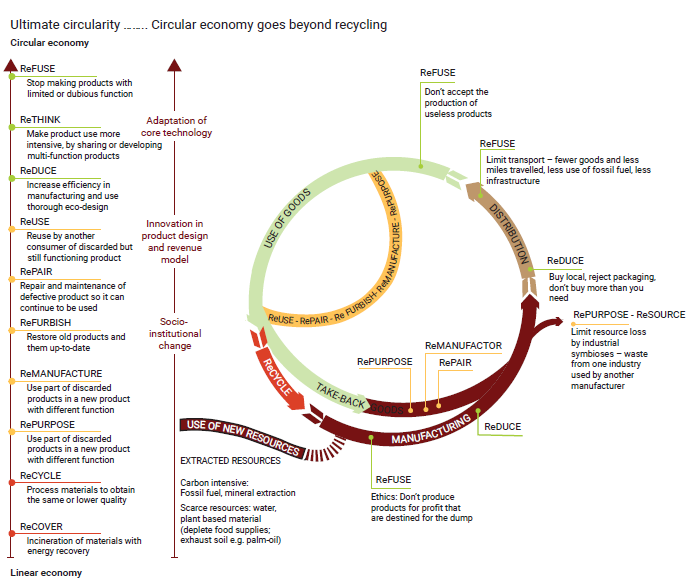 Ultimate circularity ........ Circular economy goes beyond recycling
Circular economy
ReFUSE
Stop making products with
limited or dubious function
ReTHINK
Make product use more
intensive, by sharing or developing
multi-function products
ReDUCE
Increase efficiency in
manufacturing and use
thorough eco-design
ReUSE
Reuse by another
consumer of discarded but
still functioning product
RePAIR
Repair and maintenance of
defective product so it can
continue to be used
ReFURBISH
Restore old products and
them up-to-date
ReMANUFACTURE
Use part of discarded
products in a new product
with different function
RePURPOSE
Use part of discarded
products in a new product
with different function
ReCYCLE
Process materials to obtain
the same or lower quality
ReCOVER
Incineration of materials with
energy recovery
Linear economy
Adaptation of
core technology
Innovation in
product design
and revenue
model
Socio-
institutional
change
ReFUSE
Don't accept the
production of
useless products
ReFUSE
Limit transport – fewer goods and less
miles travelled, less use of fossil fuel, less
infrastructure
USE OF GOODS
DISTRIBUTION
ReUSE - RePAIR - Re FURBISH- ReMANUFACTURE - RePURPOSE
ReDUCE
Buy local, reject packaging,
don't buy more than you
need
RePURPOSE - ReSOURCE
Limit resource loss
by industrial
symbioses – waste
from one industry
used by another
manufacturer
ReMANUFACTOR
RePURPOSE
RePAIR
ReCYCLE
TAKE-BACK GOODS
USE OF NEW RESOURCES
MANUFACTURING
ReDUCE
EXTRACTED RESOURCES
Carbon intensive:
Fossil fuel, mineral extraction
Scarce resources: water,
plant based material
(deplete food supplies;
exhaust soil e.g. palm-oil)
ReFUSE
Ethics: Don't produce
products for profit that
are destined for the dump